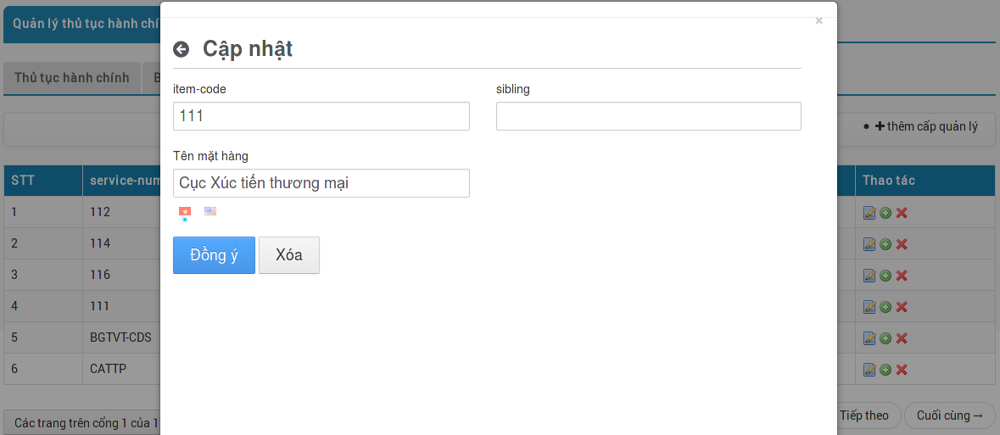 Quản lý thủ tục hành chí
×
Cập nhật
Thủ tục hành chính
item-code
sibling
111
thêm cấp quản lý
Tên mặt hàng
Cục Xúc tiến thương mại
STT service-num Thao tác
1 112
2 114
Đồng ý Xóa
3 116
4 111
5 BGTVT-CDS
6 CATTP
Các trang trên cổng 1 của 1
Tiếp theo Cuối cùng →